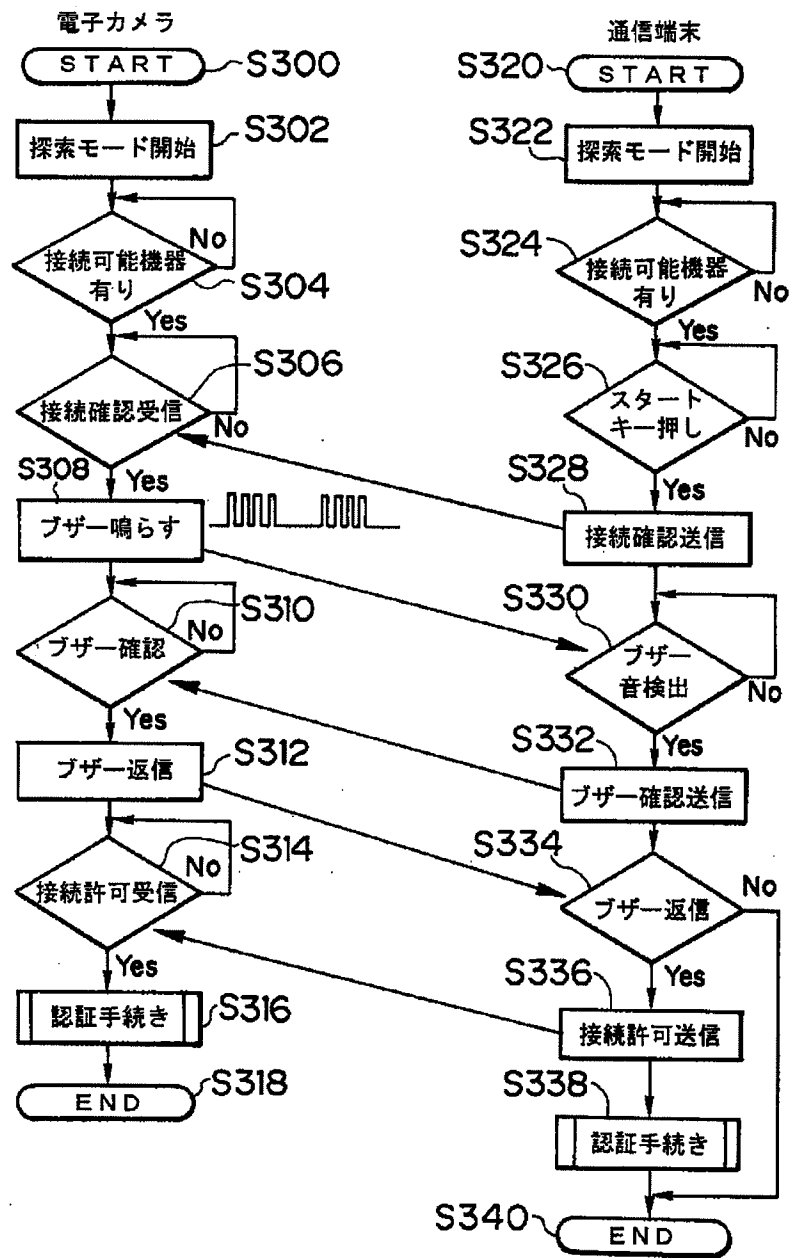 電子カメラ
START
S300
探索モード開始
S302
No
接続可能機器
有り
S304
Yes
S306
接続確認受信
No
Yes
S308
ブザー鳴らす
S310
No
ブザー確認
Yes
ブザー返信
S312
S314
No
接続許可受信
Yes
認証手続き
S316
END
S318
通信端末
S320
START
S322
探索モード開始
S324
接続可能機器
有り
No
Yes
S326
スタート
キー押し
No
Yes
S328
接続確認送信
S330
ブザー
音検出
No
Yes
S332
ブザー確認送信
S334
No
ブザー返信
Yes
S336
接続許可送信
S338
認証手続き
S340
END